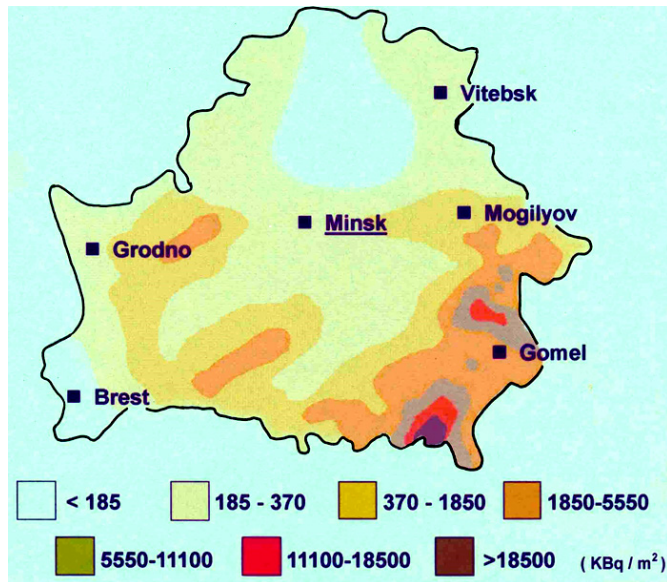 Vitebsk
Minsk
Mogilyov
Grodno
Gomel
Brest
< 185
185 - 370
370 - 1850
1850-5550
5550-11100
11100-18500
>18500
( KBq / m²)